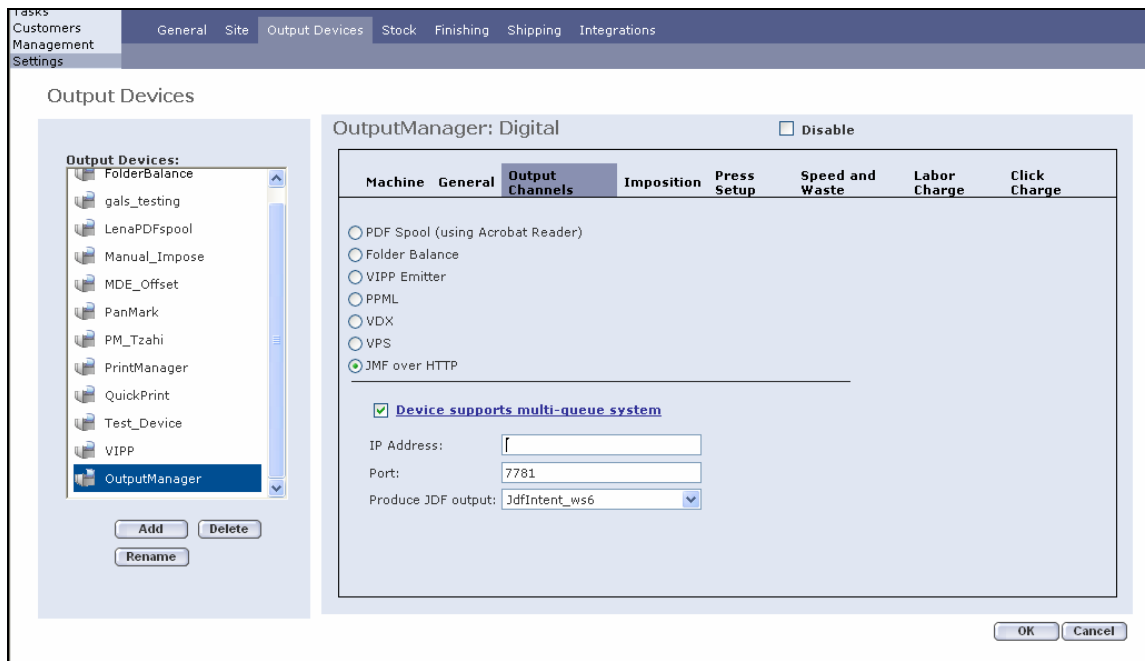 Tasks
Customers
Management
Settings
General Site Output Devices Stock Finishing Shipping Integrations
Output Devices
Output Devices:
FolderBalance
gals_testing
LenaPDFspool
Manual_Impose
MDE_Offset
PanMark
PM_Tzahi
PrintManager
QuickPrint
Test_Device
VIPP
OutputManager
Add Delete
Rename
OutputManager: Digital
Disable
Machine General Output Channels Imposition Press Setup Speed and Waste Labor Charge Click Charge
PDF Spool (using Acrobat Reader)
Folder Balance
VIPP Emitter
PPML
VDX
VPS
JMF over HTTP
Device supports multi-queue system
IP Address:
Port: 7781
Produce JDF output: JdfIntent_ws6
OK Cancel